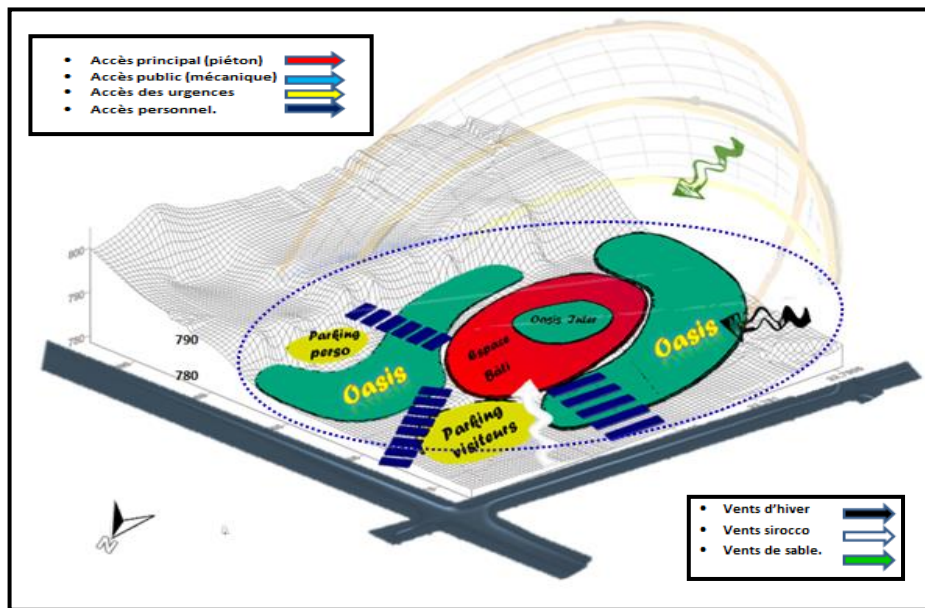 • Accès principal (piéton)
• Accès public (mécanique)
• Accès des urgences
• Accès personnel.
800
790
780
790
780
Parking
perso
Oasis
Espace
Bâti
Oasis Inter
Oasis
Parking
visiteurs
N
• Vents d’hiver
• Vents sirocco
• Vents de sable.